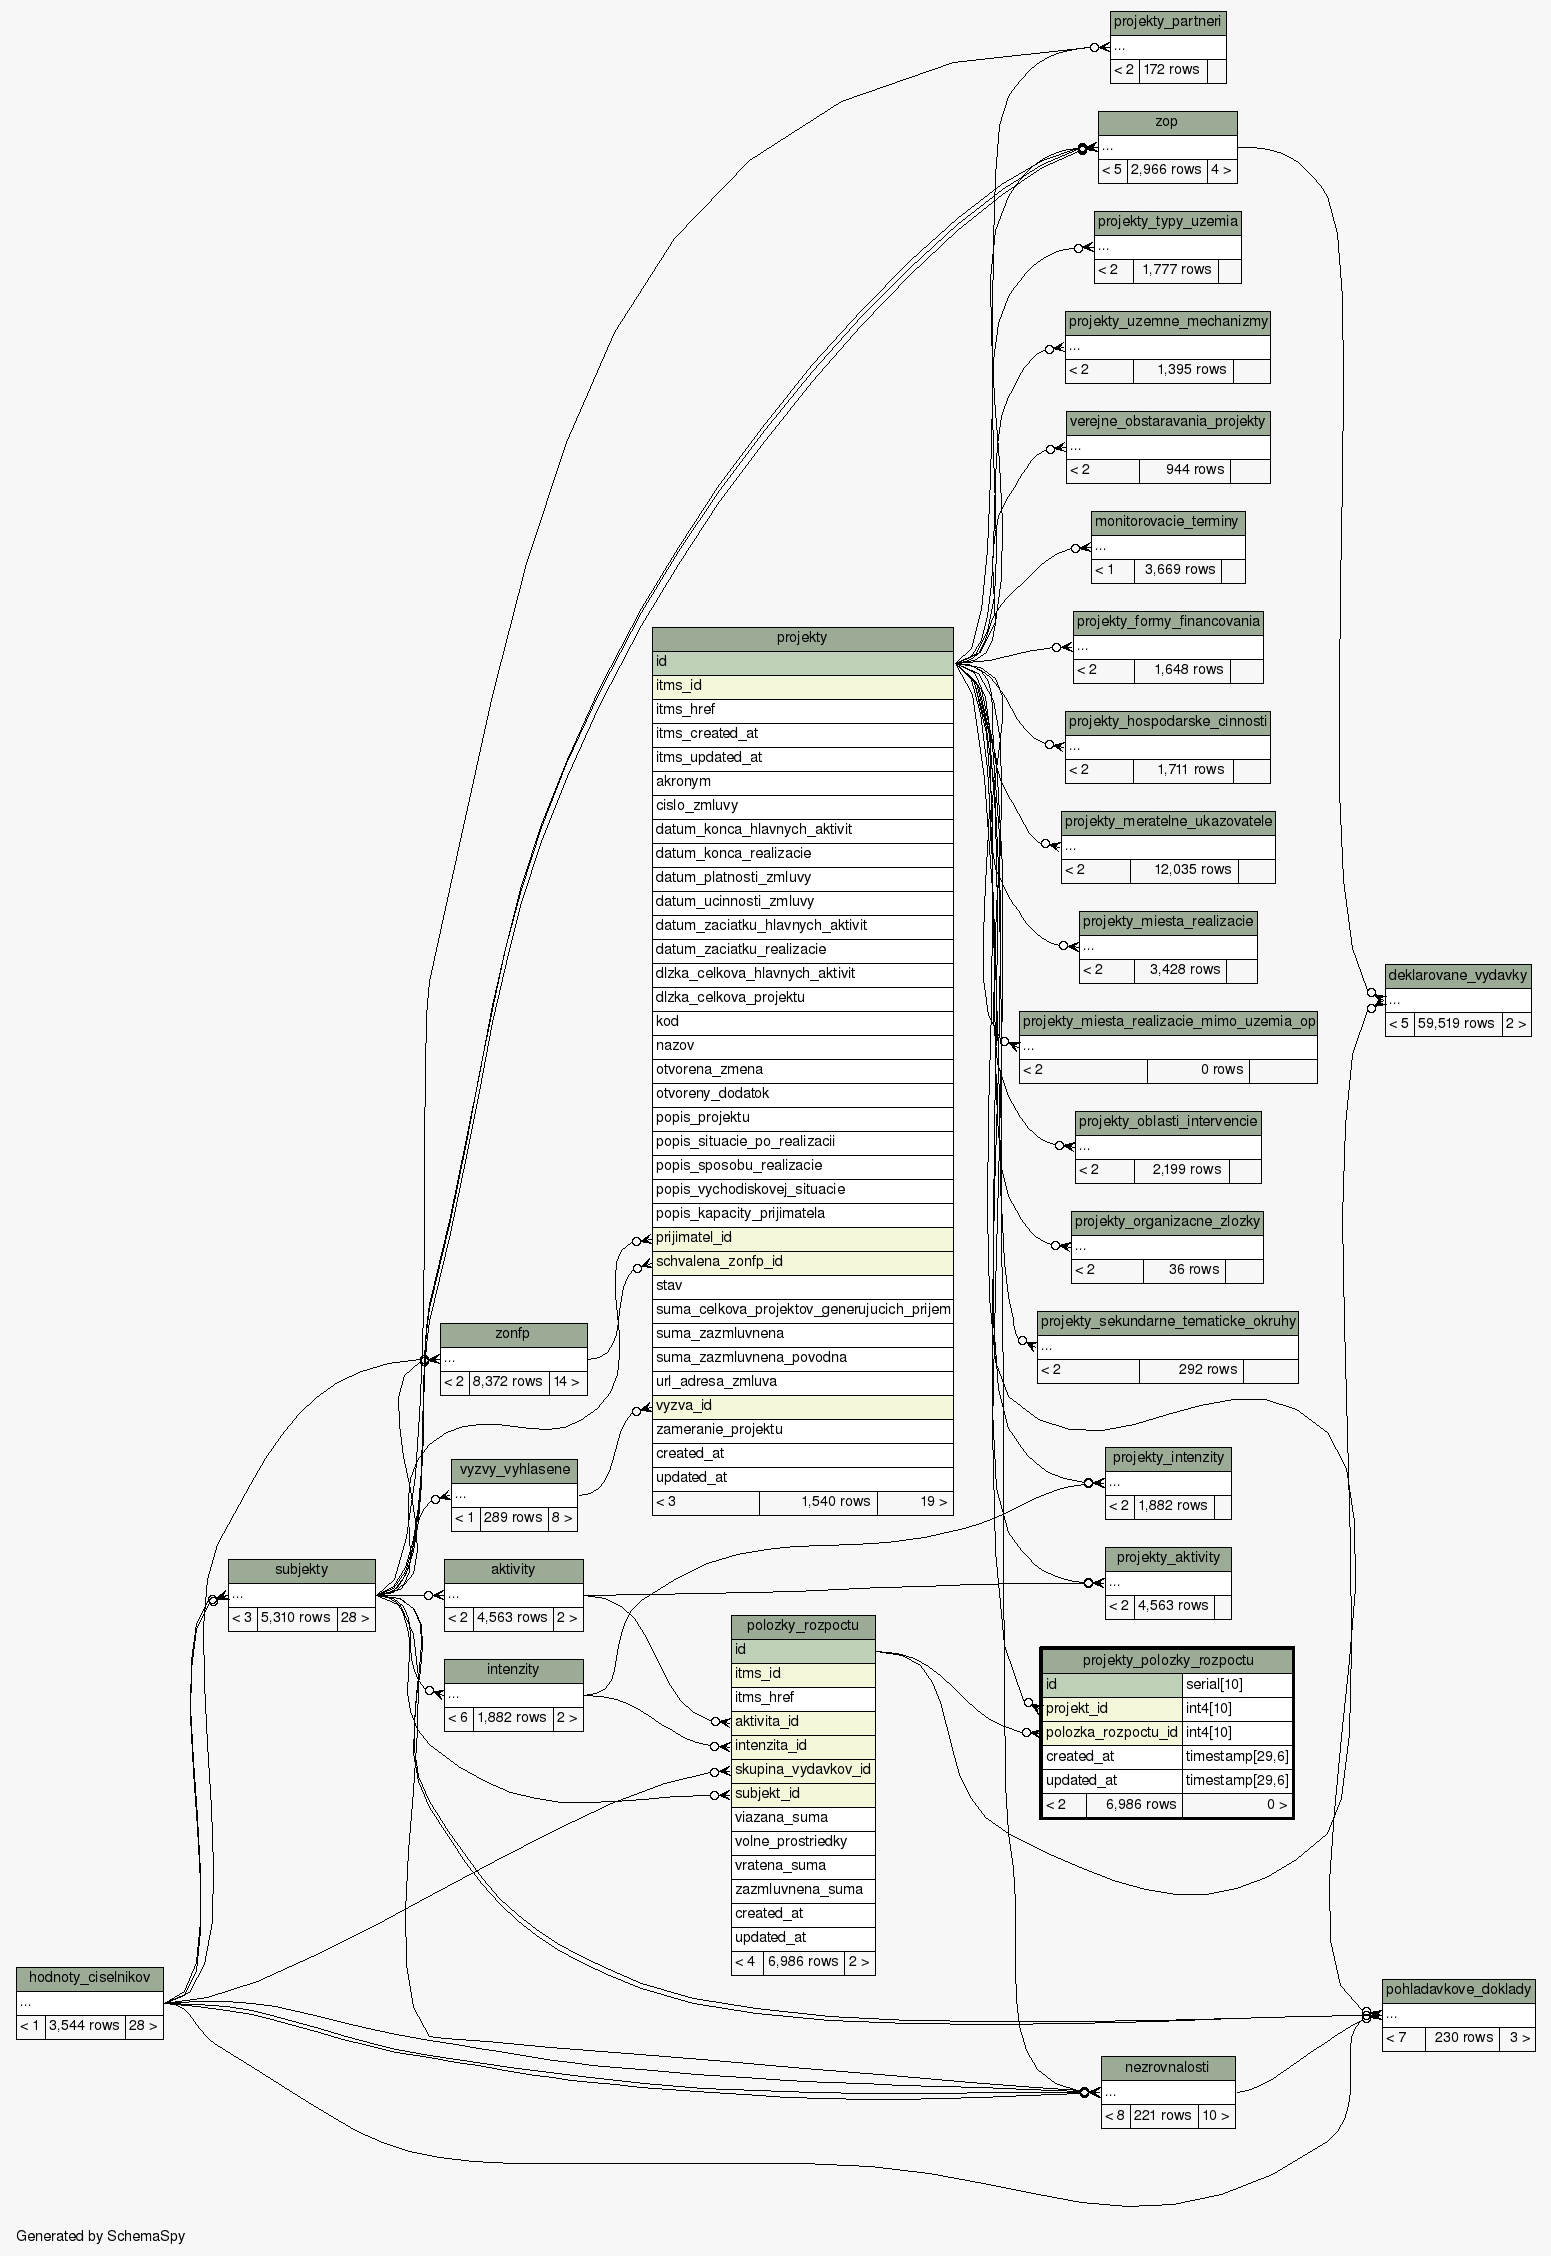 projekty_partneri
...
< 2 172 rows
zop
...
< 5 2,966 rows 4 >
projekty_typy_uzemia
...
< 2 1,777 rows
projekty_uzemne_mechanizmy
...
< 2 1,395 rows
verejne_obstaravania_projekty
...
< 2 944 rows
monitorovacie_terminy
...
< 1 3,669 rows
projekty_formy_financovania
...
< 2 1,648 rows
projekty_hospodarske_cinnosti
...
< 2 1,711 rows
projekty_meratelne_ukazovatele
...
< 2 12,035 rows
projekty_miesta_realizacie
...
< 2 3,428 rows
deklarovane_vydavky
...
< 5 59,519 rows 2 >
projekty_miesta_realizacie_mimo_uzemia_op
...
< 2 0 rows
projekty_oblasti_intervencie
...
< 2 2,199 rows
projekty_organizacne_zlozky
...
< 2 36 rows
projekty_sekundarne_tematicke_okruhy
...
< 2 292 rows
projekty
id
itms_id
itms_href
itms_created_at
itms_updated_at
akronym
cislo_zmluvy
datum_konca_hlavnych_aktivit
datum_konca_realizacie
datum_platnosti_zmluvy
datum_ucinnosti_zmluvy
datum_zaciatku_hlavnych_aktivit
datum_zaciatku_realizacie
dlzka_celkova_hlavnych_aktivit
dlzka_celkova_projektu
kod
nazov
otvorena_zmena
otvoreny_dodatok
popis_projektu
popis_situacie_po_realizacii
popis_sposobu_realizacie
popis_vychodiskovej_situacie
popis_kapacity_prijimatela
prijimatel_id
schvalena_zonfp_id
stav
suma_celkova_projektov_generujucich_prijem
suma_zazmluvnena
suma_zazmluvnena_povodna
url_adresa_zmluva
vyzva_id
zameranie_projektu
created_at
updated_at
< 3 1,540 rows 19 >
zonfp
...
< 2 8,372 rows 14 >
vyzvy_vyhlasene
...
< 1 289 rows 8 >
projekty_intenzity
...
< 2 1,882 rows
projekty_aktivity
...
< 2 4,563 rows
subjekty
...
< 3 5,310 rows 28 >
aktivity
...
< 2 4,563 rows 2 >
intenzity
...
< 6 1,882 rows 2 >
polozky_rozpoctu
id
itms_id
itms_href
aktivita_id
intenzita_id
skupina_vydavkov_id
subjekt_id
viazana_suma
volne_prostriedky
vratena_suma
zazmluvnena_suma
created_at
updated_at
< 4 6,986 rows 2 >
projekty_polozky_rozpoctu
id serial[10]
projekt_id int4[10]
polozka_rozpoctu_id int4[10]
created_at timestamp[29,6]
updated_at timestamp[29,6]
< 2 6,986 rows 0 >
hodnoty_ciselnikov
...
< 1 3,544 rows 28 >
pohladavkove_doklady
...
< 7 230 rows 3 >
nezrovnalosti
...
< 8 221 rows 10 >
Generated by SchemaSpy